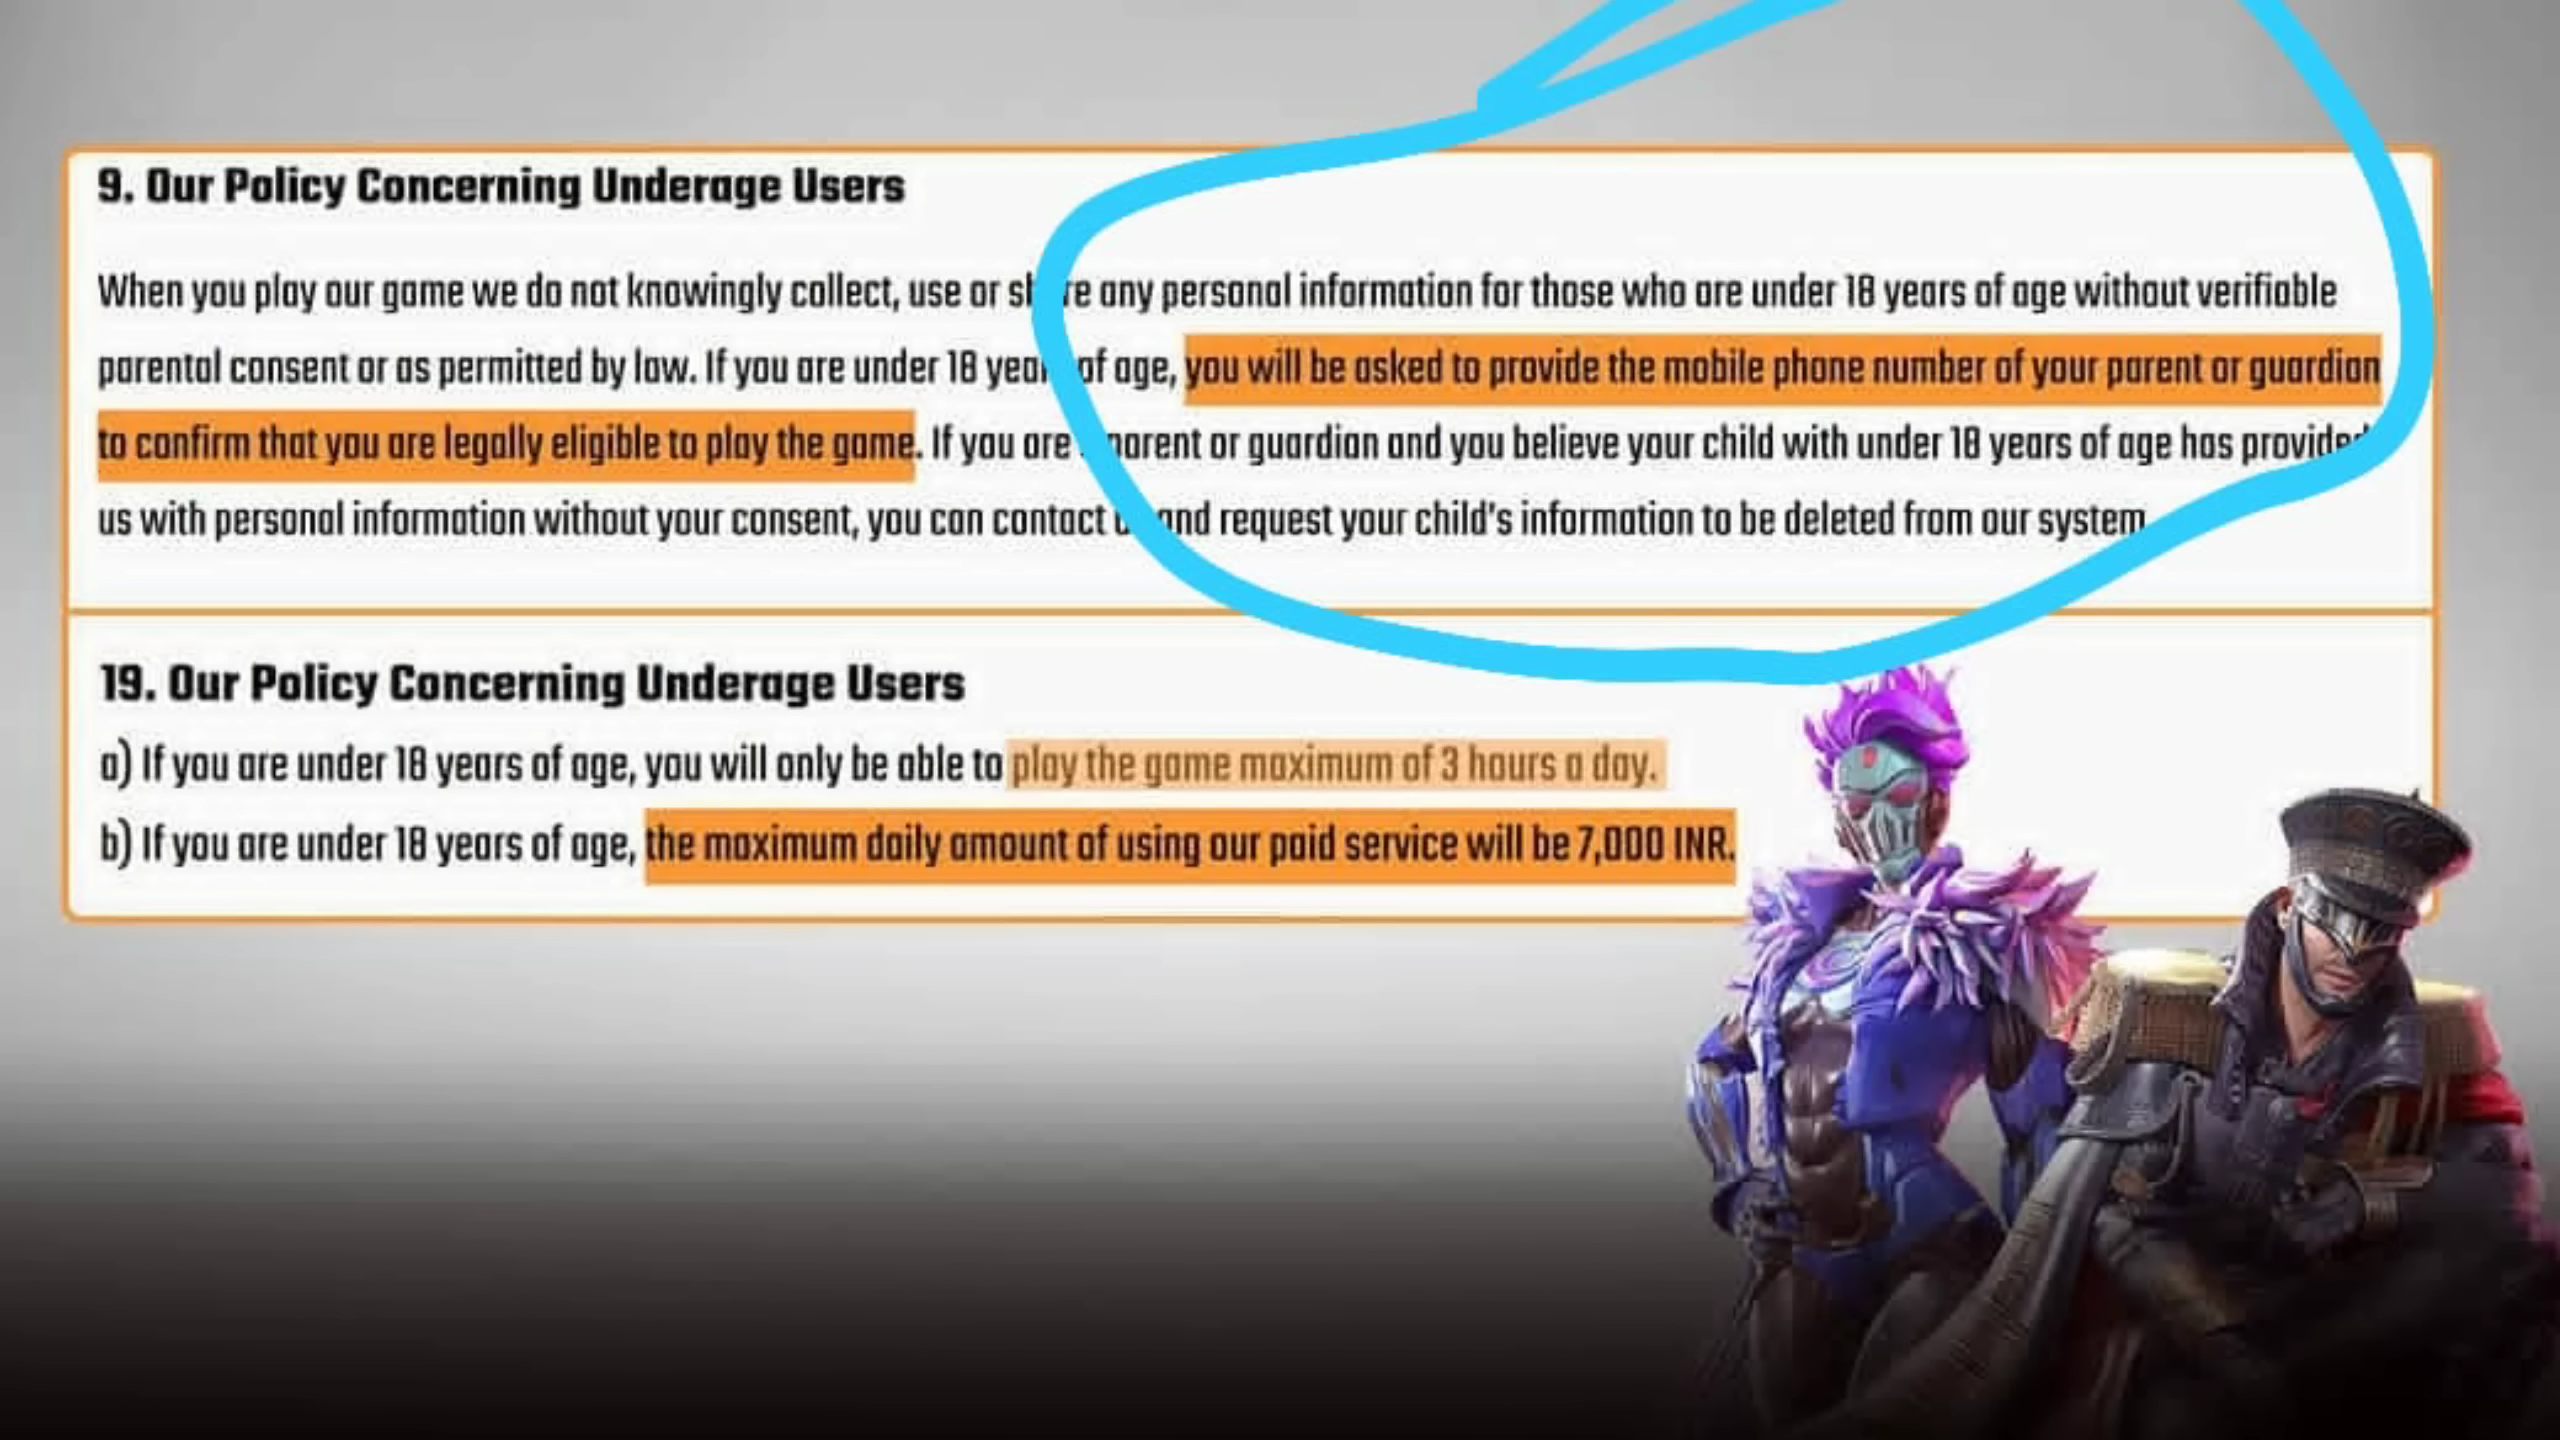 9. Our Policy Concerning Underage Users
When you play our game we do not knowingly collect, use or share any personal information for those who are under 18 years of age without verifiable
parental consent or as permitted by law. If you are under 18 years of age, you will be asked to provide the mobile phone number of your parent or guardian
to confirm that you are legally eligible to play the game. If you are a parent or guardian and you believe your child with under 18 years of age has provided
us with personal information without your consent, you can contact us and request your child's information to be deleted from our system
19. Our Policy Concerning Underage Users
a) If you are under 18 years of age, you will only be able to play the game maximum of 3 hours a day.
b) If you are under 18 years of age, the maximum daily amount of using our paid service will be 7,000 INR.